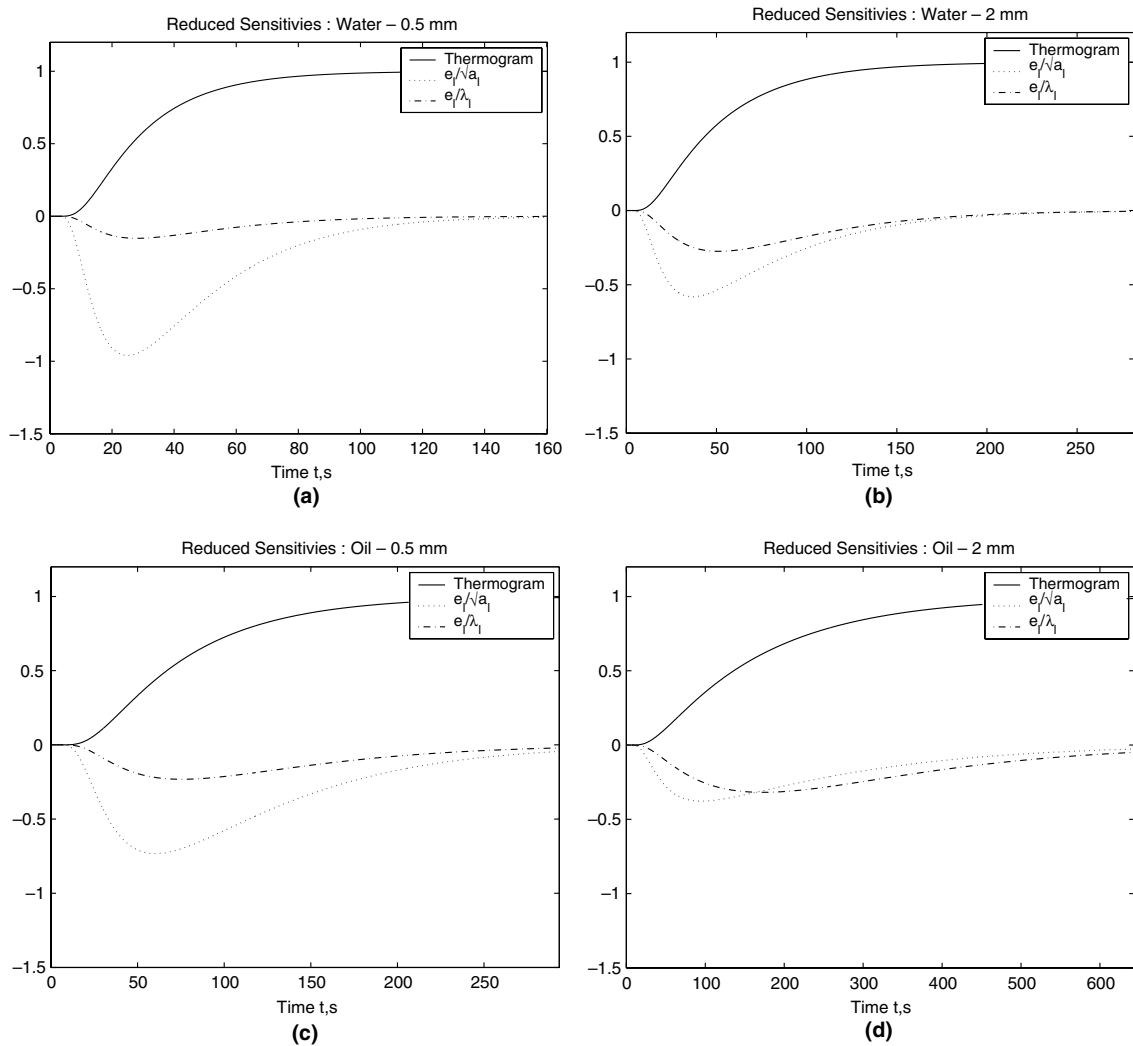 Reduced Sensitivies : Water – 0.5 mm
Thermogram
e_l/√a_l
e_l/λ_l
1
0.5
0
–0.5
–1
–1.5
0 20 40 60 80 100 120 140 160
Time t,s
(a)
Reduced Sensitivies : Water – 2 mm
Thermogram
e_l/√a_l
e_l/λ_l
1
0.5
0
–0.5
–1
–1.5
0 50 100 150 200 250
Time t,s
(b)
Reduced Sensitivies : Oil – 0.5 mm
Thermogram
e_l/√a_l
e_l/λ_l
1
0.5
0
–0.5
–1
–1.5
0 50 100 150 200 250
Time t,s
(c)
Reduced Sensitivies : Oil – 2 mm
Thermogram
e_l/√a_l
e_l/λ_l
1
0.5
0
–0.5
–1
–1.5
0 100 200 300 400 500 600
Time t,s
(d)